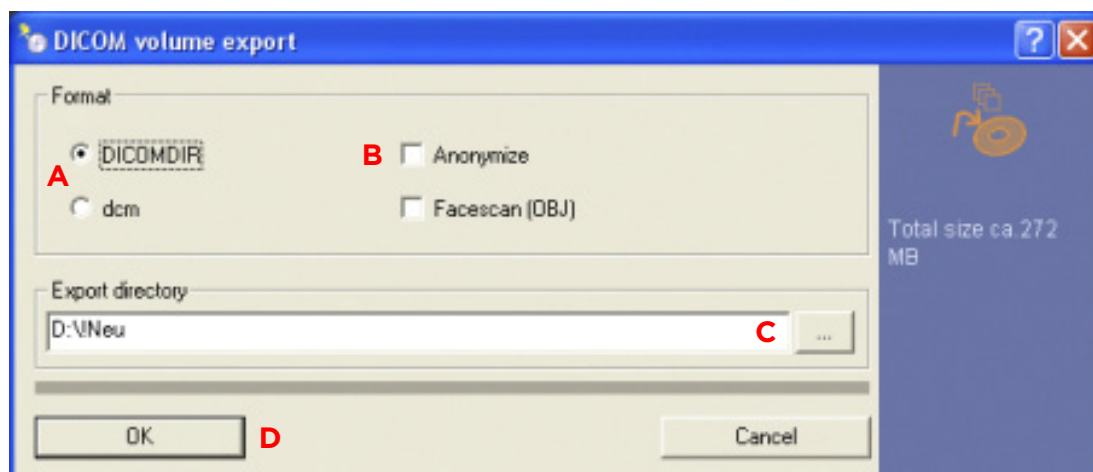 DICOM volume export
Format
A
DICOMDIR
B
Anonymize
dcm
Facescan (OBJ)
Total size ca.272
MB
Export directory
D:\!Neu
C
...
OK
D
Cancel